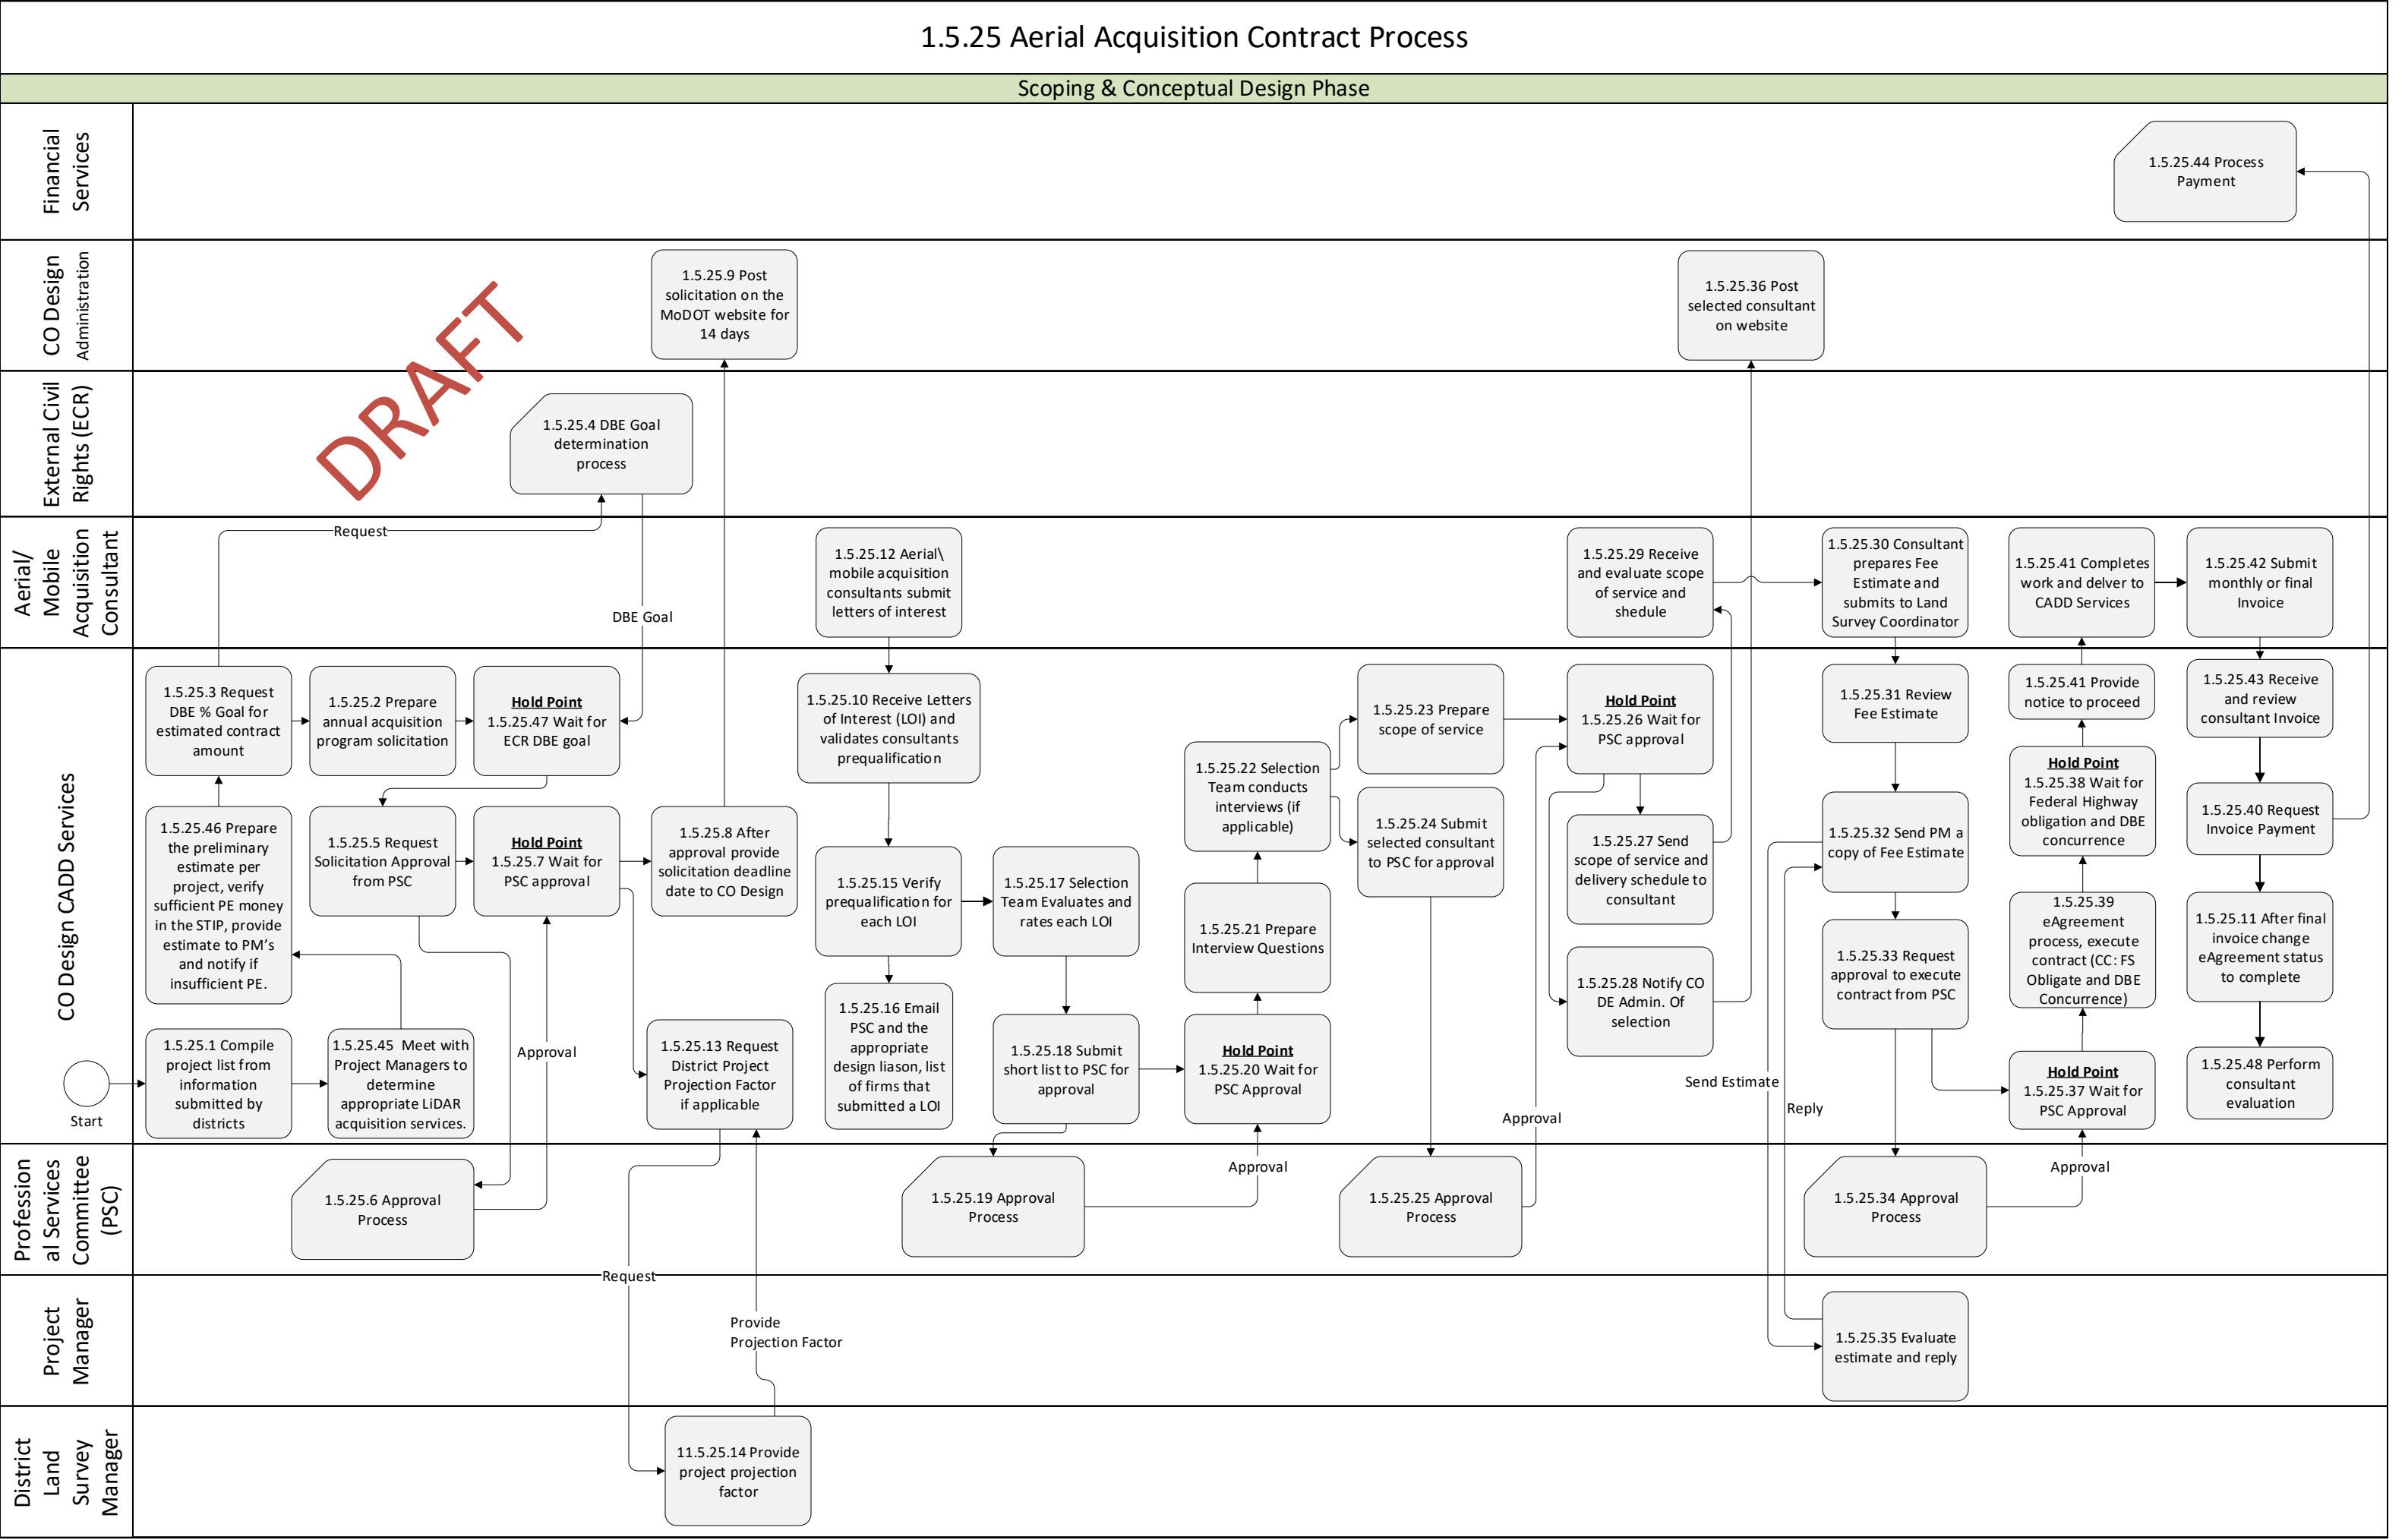 1.5.25 Aerial Acquisition Contract Process
Scoping & Conceptual Design Phase
Financial
Services
1.5.25.44 Process
Payment
CO Design
Administration
1.5.25.9 Post
solicitation on the
MoDOT website for
14 days
1.5.25.36 Post
selected consultant
on website
DRAFT
External Civil
Rights (ECR)
1.5.25.4 DBE Goal
determination
process
Aerial/
Mobile
Acquisition
Consultant
Request
DBE Goal
1.5.25.12 Aerial\
mobile acquisition
consultants submit
letters of interest
1.5.25.29 Receive
and evaluate scope
of service and
shedule
1.5.25.30 Consultant
prepares Fee
Estimate and
submits to Land
Survey Coordinator
1.5.25.41 Completes
work and delver to
CADD Services
1.5.25.42 Submit
monthly or final
Invoice
CO Design CADD Services
1.5.25.3 Request
DBE % Goal for
estimated contract
amount
1.5.25.2 Prepare
annual acquisition
program solicitation
Hold Point
1.5.25.47 Wait for
ECR DBE goal
1.5.25.46 Prepare
the preliminary
estimate per
project, verify
sufficient PE money
in the STIP, provide
estimate to PM's
and notify if
insufficient PE.
1.5.25.5 Request
Solicitation Approval
from PSC
Hold Point
1.5.25.7 Wait for
PSC approval
1.5.25.8 After
approval provide
solicitation deadline
date to CO Design
Start
1.5.25.1 Compile
project list from
information
submitted by
districts
1.5.25.45 Meet with
Project Managers to
determine
appropriate LiDAR
acquisition services.
Approval
1.5.25.13 Request
District Project
Projection Factor
if applicable
1.5.25.10 Receive Letters
of Interest (LOI) and
validates consultants
prequalification
1.5.25.15 Verify
prequalification for
each LOI
1.5.25.17 Selection
Team Evaluates and
rates each LOI
1.5.25.16 Email
PSC and the
appropriate
design liason, list
of firms that
submitted a LOI
1.5.25.18 Submit
short list to PSC for
approval
1.5.25.22 Selection
Team conducts
interviews (if
applicable)
1.5.25.21 Prepare
Interview Questions
Hold Point
1.5.25.20 Wait for
PSC Approval
1.5.25.23 Prepare
scope of service
1.5.25.24 Submit
selected consultant
to PSC for approval
Hold Point
1.5.25.26 Wait for
PSC approval
1.5.25.27 Send
scope of service and
delivery schedule to
consultant
1.5.25.28 Notify CO
DE Admin. Of
selection
Approval
1.5.25.31 Review
Fee Estimate
1.5.25.32 Send PM a
copy of Fee Estimate
1.5.25.33 Request
approval to execute
contract from PSC
Send Estimate
Reply
1.5.25.41 Provide
notice to proceed
Hold Point
1.5.25.38 Wait for
Federal Highway
obligation and DBE
concurrence
1.5.25.39
eAgreement
process, execute
contract (CC: FS
Obligate and DBE
Concurrence)
Hold Point
1.5.25.37 Wait for
PSC Approval
1.5.25.43 Receive
and review
consultant Invoice
1.5.25.40 Request
Invoice Payment
1.5.25.11 After final
invoice change
eAgreement status
to complete
1.5.25.48 Perform
consultant
evaluation
Profession
al Services
Committee
(PSC)
1.5.25.6 Approval
Process
1.5.25.19 Approval
Process
Approval
1.5.25.25 Approval
Process
1.5.25.34 Approval
Process
Approval
Request
Project
Manager
Provide
Projection Factor
1.5.25.35 Evaluate
estimate and reply
District
Land
Survey
Manager
11.5.25.14 Provide
project projection
factor